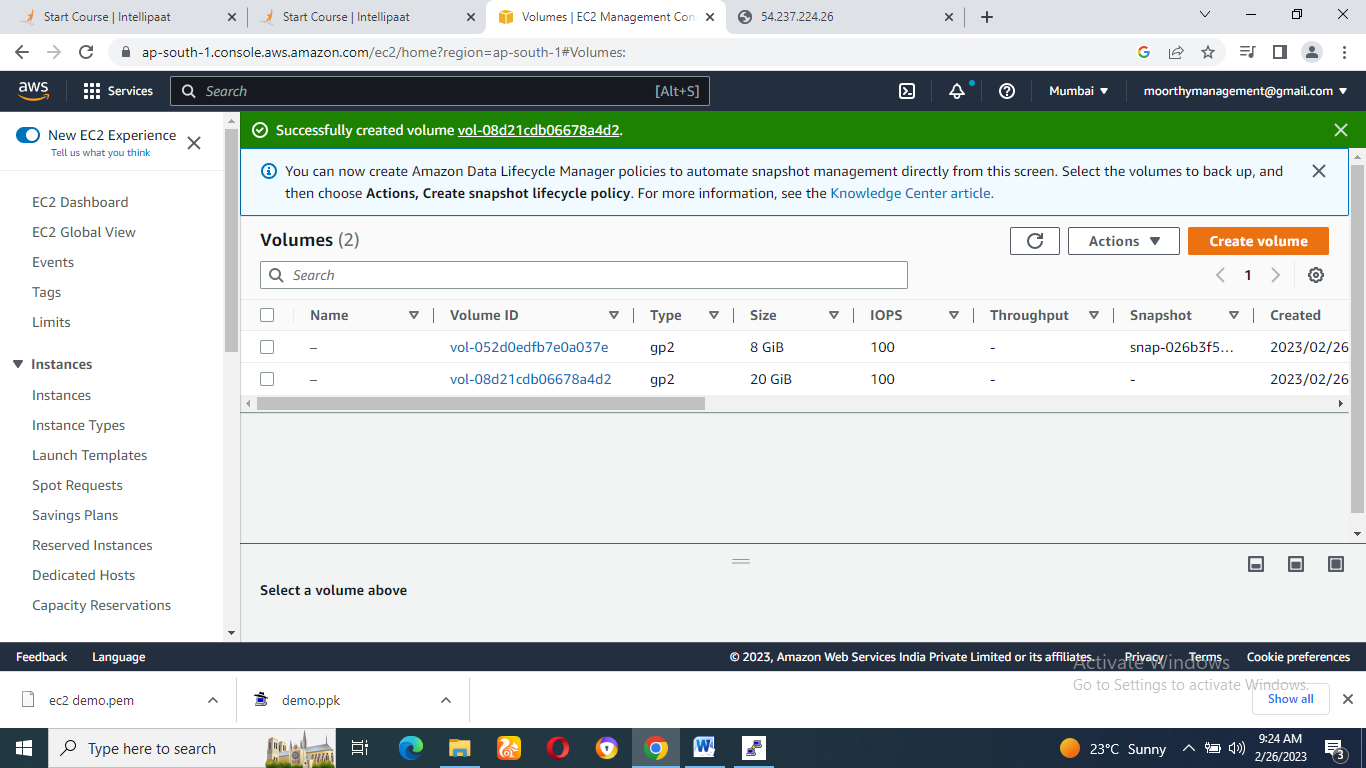 Start Course | Intellipaat
Start Course | Intellipaat
Volumes | EC2 Management Con
54.237.224.26
ap-south-1.console.aws.amazon.com/ec2/home?region=ap-south-1#Volumes:
aws
Services
Search
[Alt+S]
Mumbai
moorthymanagement@gmail.com
New EC2 Experience
Tell us what you think
EC2 Dashboard
EC2 Global View
Events
Tags
Limits
Instances
Instances
Instance Types
Launch Templates
Spot Requests
Savings Plans
Reserved Instances
Dedicated Hosts
Capacity Reservations
Successfully created volume vol-08d21cdb06678a4d2.
You can now create Amazon Data Lifecycle Manager policies to automate snapshot management directly from this screen. Select the volumes to back up, and
then choose Actions, Create snapshot lifecycle policy. For more information, see the Knowledge Center article.
Volumes (2)
Actions
Create volume
Search
1
Name Volume ID Type Size IOPS Throughput Snapshot Created
– vol-052d0edfb7e0a037e gp2 8 GiB 100 - snap-026b3f5... 2023/02/26
– vol-08d21cdb06678a4d2 gp2 20 GiB 100 - - 2023/02/26
Select a volume above
Feedback Language
© 2023, Amazon Web Services India Private Limited or its affiliates. Privacy Terms Cookie preferences
Activate Windows
Go to Settings to activate Windows.
ec2 demo.pem
demo.ppk
Show all
Type here to search
23°C Sunny
9:24 AM
2/26/2023
3